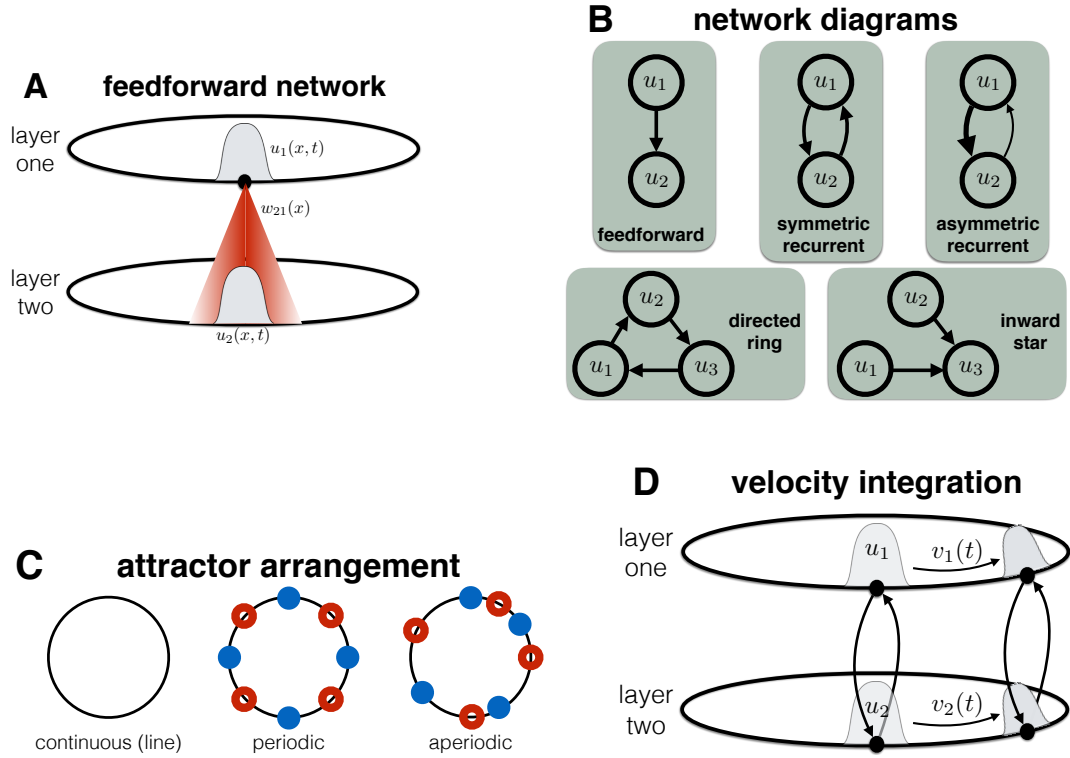 A feedforward network
layer
one
u₁(x, t)
w₂₁(x)
layer
two
u₂(x, t)
B network diagrams
u₁
u₂
feedforward
u₁
u₂
symmetric
recurrent
u₁
u₂
asymmetric
recurrent
u₂
u₁
u₃
directed
ring
u₂
u₁
u₃
inward
star
C attractor arrangement
continuous (line)
periodic
aperiodic
D velocity integration
layer
one
u₁
v₁(t)
layer
two
u₂
v₂(t)